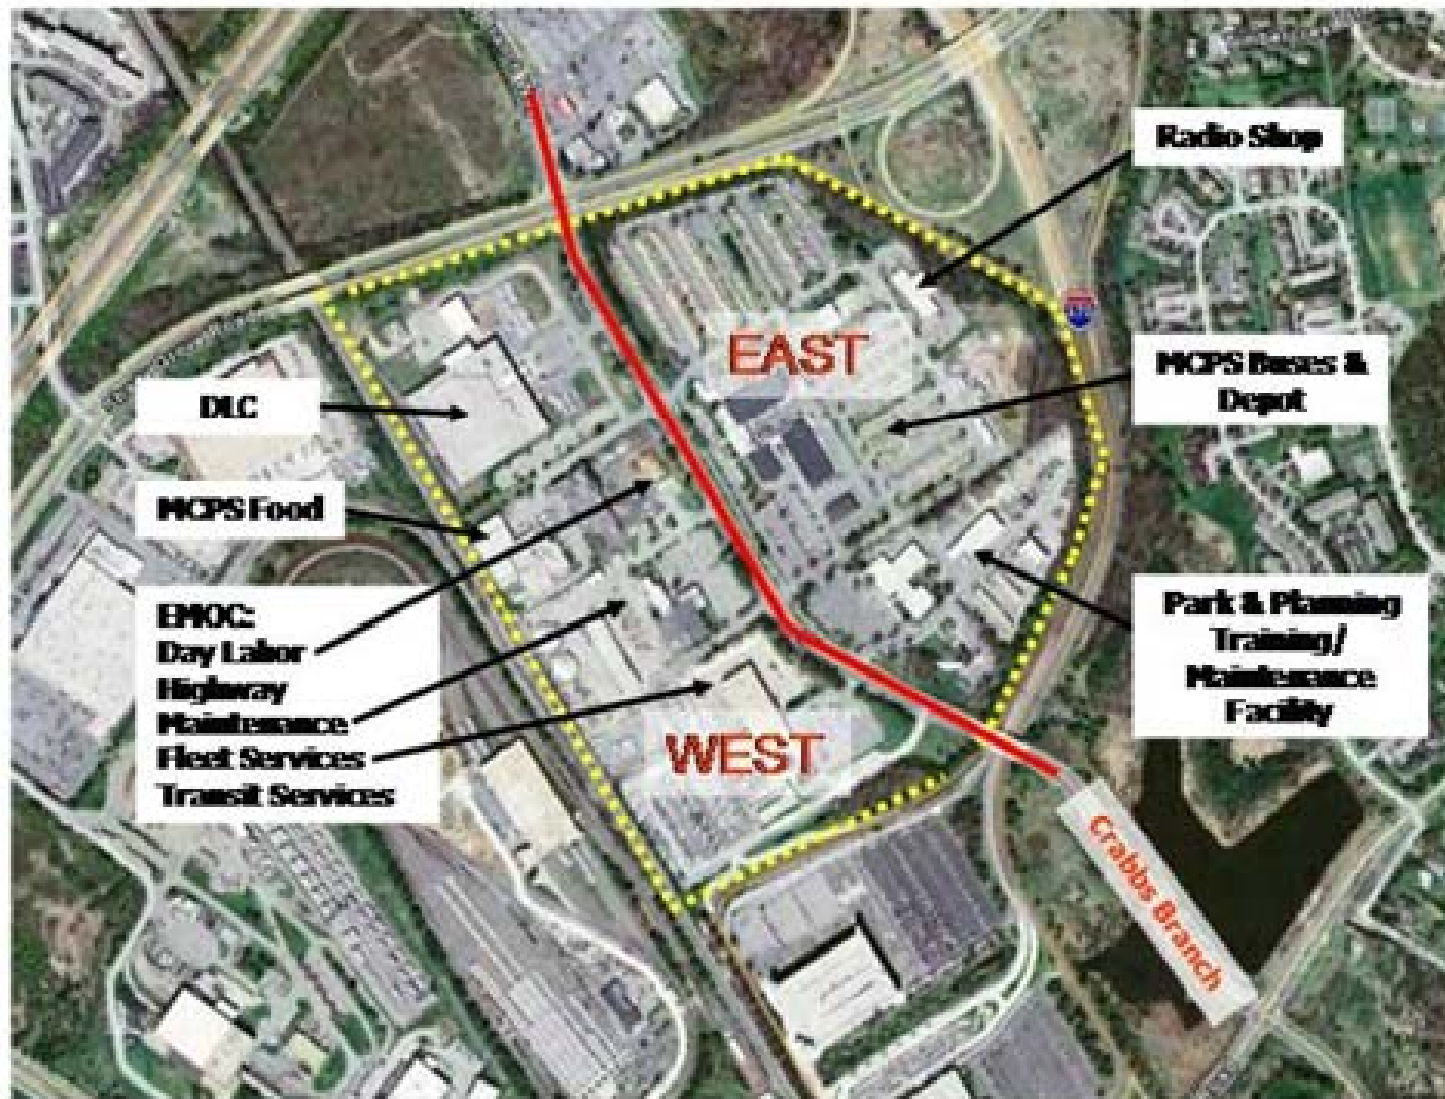 Radio Shop
EAST
MCPS Buses &
Depot
DLC
MCPS Food
EMOC:
Day Labor
Highway
Maintenance
Fleet Services
Transit Services
Park & Planning
Training/
Maintenance
Facility
WEST
Crabbs Branch